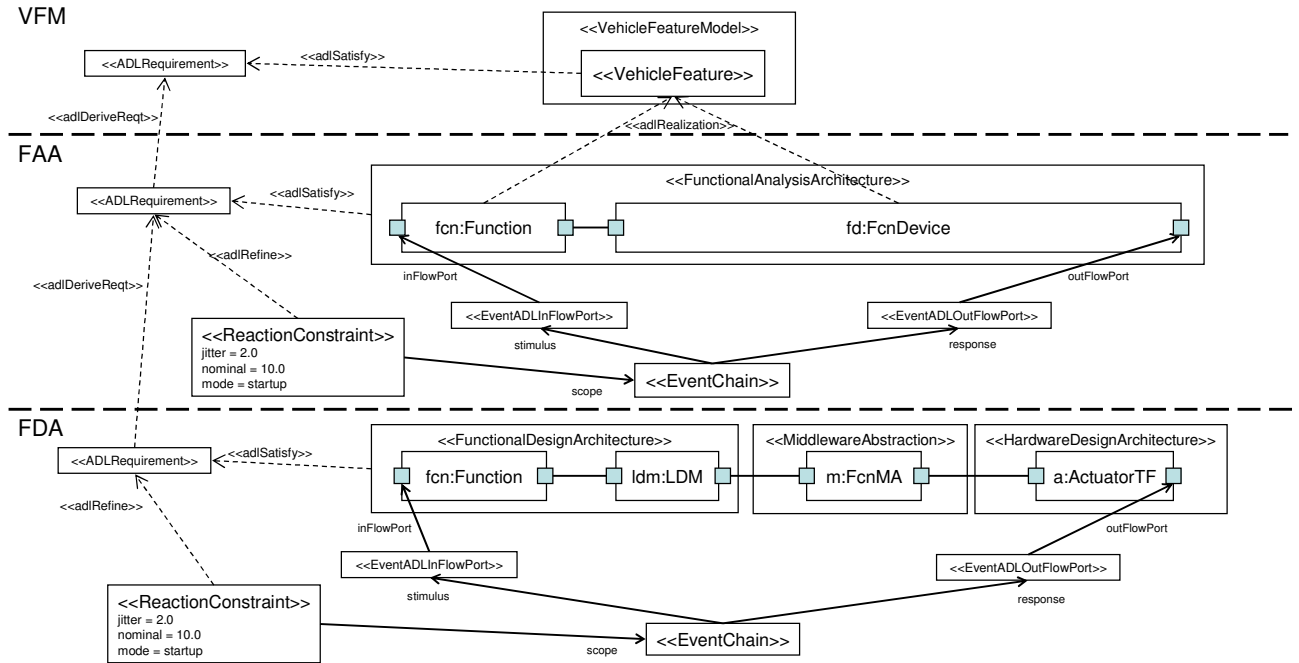 VFM
<<VehicleFeatureModel>>
<<ADLRequirement>>
<<adlSatisfy>>
<<VehicleFeature>>
<<adlDeriveReqt>>
<<adlRealization>>
FAA
<<FunctionalAnalysisArchitecture>>
<<ADLRequirement>>
<<adlSatisfy>>
fcn:Function
fd:FcnDevice
<<adlRefine>>
inFlowPort
outFlowPort
<<adlDeriveReqt>>
<<EventADLInFlowPort>>
<<EventADLOutFlowPort>>
<<ReactionConstraint>>
jitter = 2.0
nominal = 10.0
mode = startup
stimulus
response
scope
<<EventChain>>
FDA
<<FunctionalDesignArchitecture>>
<<MiddlewareAbstraction>>
<<HardwareDesignArchitecture>>
<<ADLRequirement>>
<<adlSatisfy>>
fcn:Function
ldm:LDM
m:FcnMA
a:ActuatorTF
<<adlRefine>>
inFlowPort
outFlowPort
<<EventADLInFlowPort>>
<<EventADLOutFlowPort>>
<<ReactionConstraint>>
jitter = 2.0
nominal = 10.0
mode = startup
stimulus
response
scope
<<EventChain>>